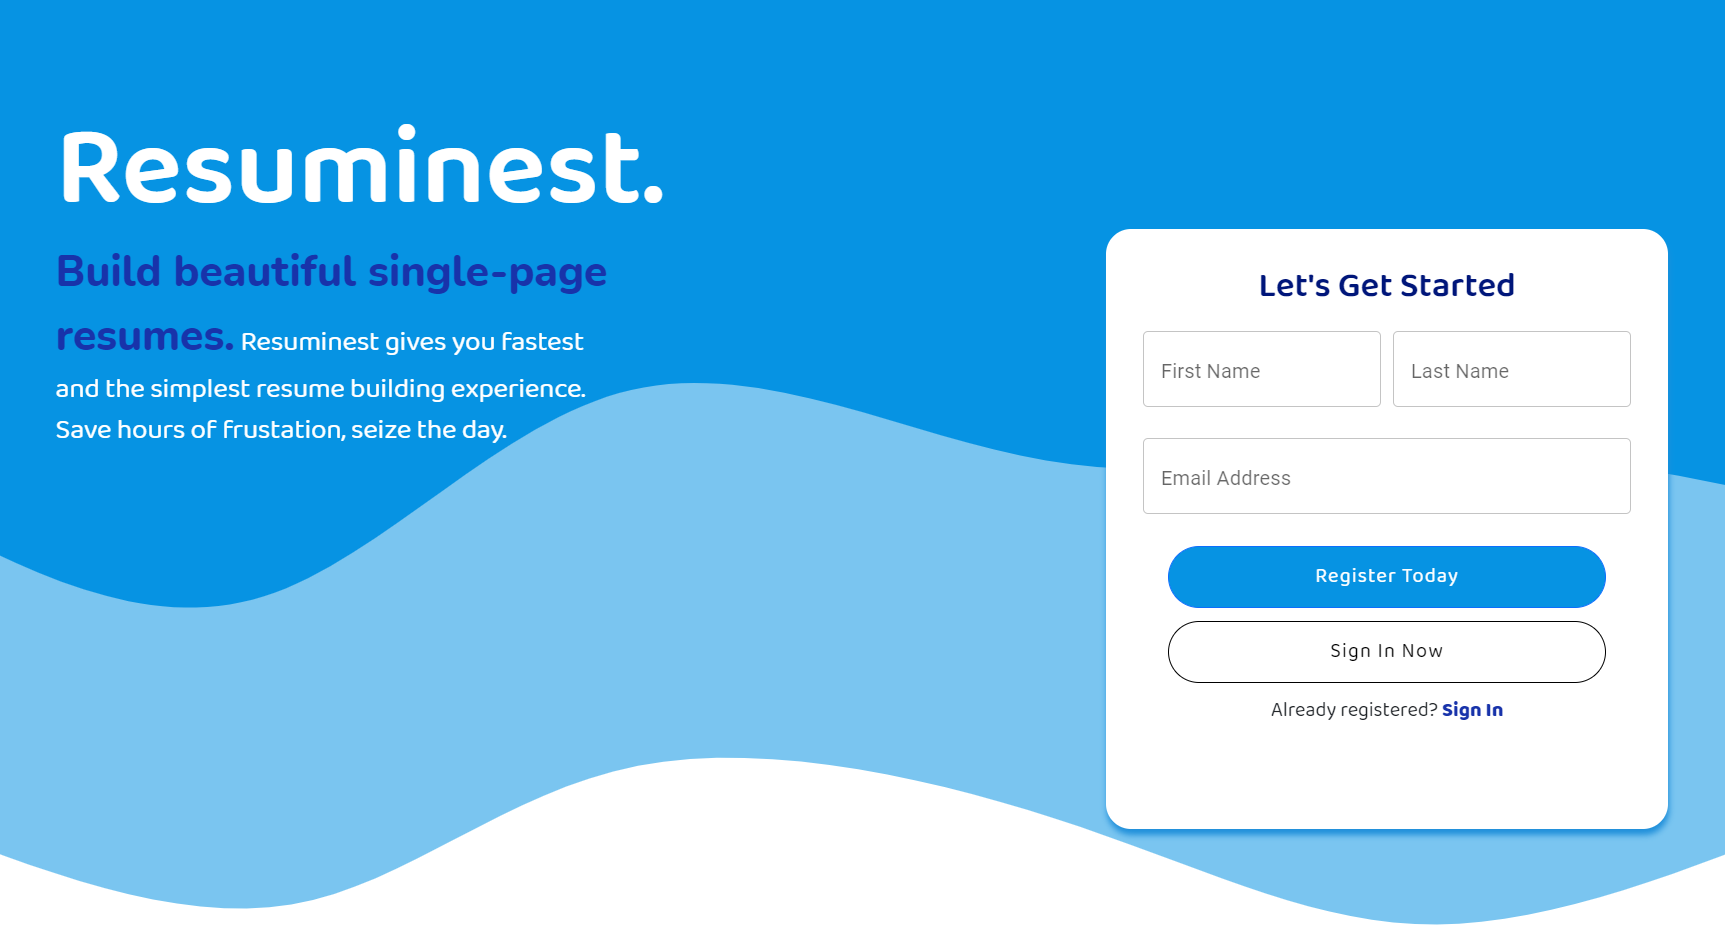 Resuminest.
Build beautiful single-page
resumes. Resuminest gives you fastest
and the simplest resume building experience.
Save hours of frustation, seize the day.
Let's Get Started
First Name
Last Name
Email Address
Register Today
Sign In Now
Already registered? Sign In